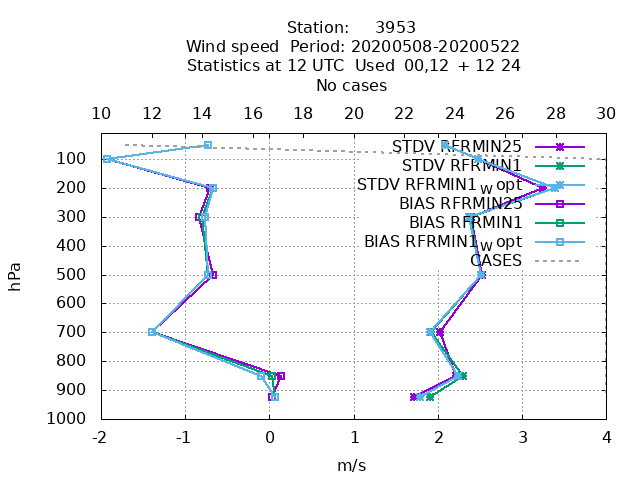 Station: 3953
Wind speed Period: 20200508-20200522
Statistics at 12 UTC Used 00,12 + 12 24
No cases
10 12 14 16 18 20 22 24 26 28 30
STDV RFRMIN25
STDV RFRMIN1
STDV RFRMIN1w opt
BIAS RFRMIN25
BIAS RFRMIN1
BIAS RFRMIN1w opt
CASES
hPa
100
200
300
400
500
600
700
800
900
1000
-2 -1 0 1 2 3 4
m/s